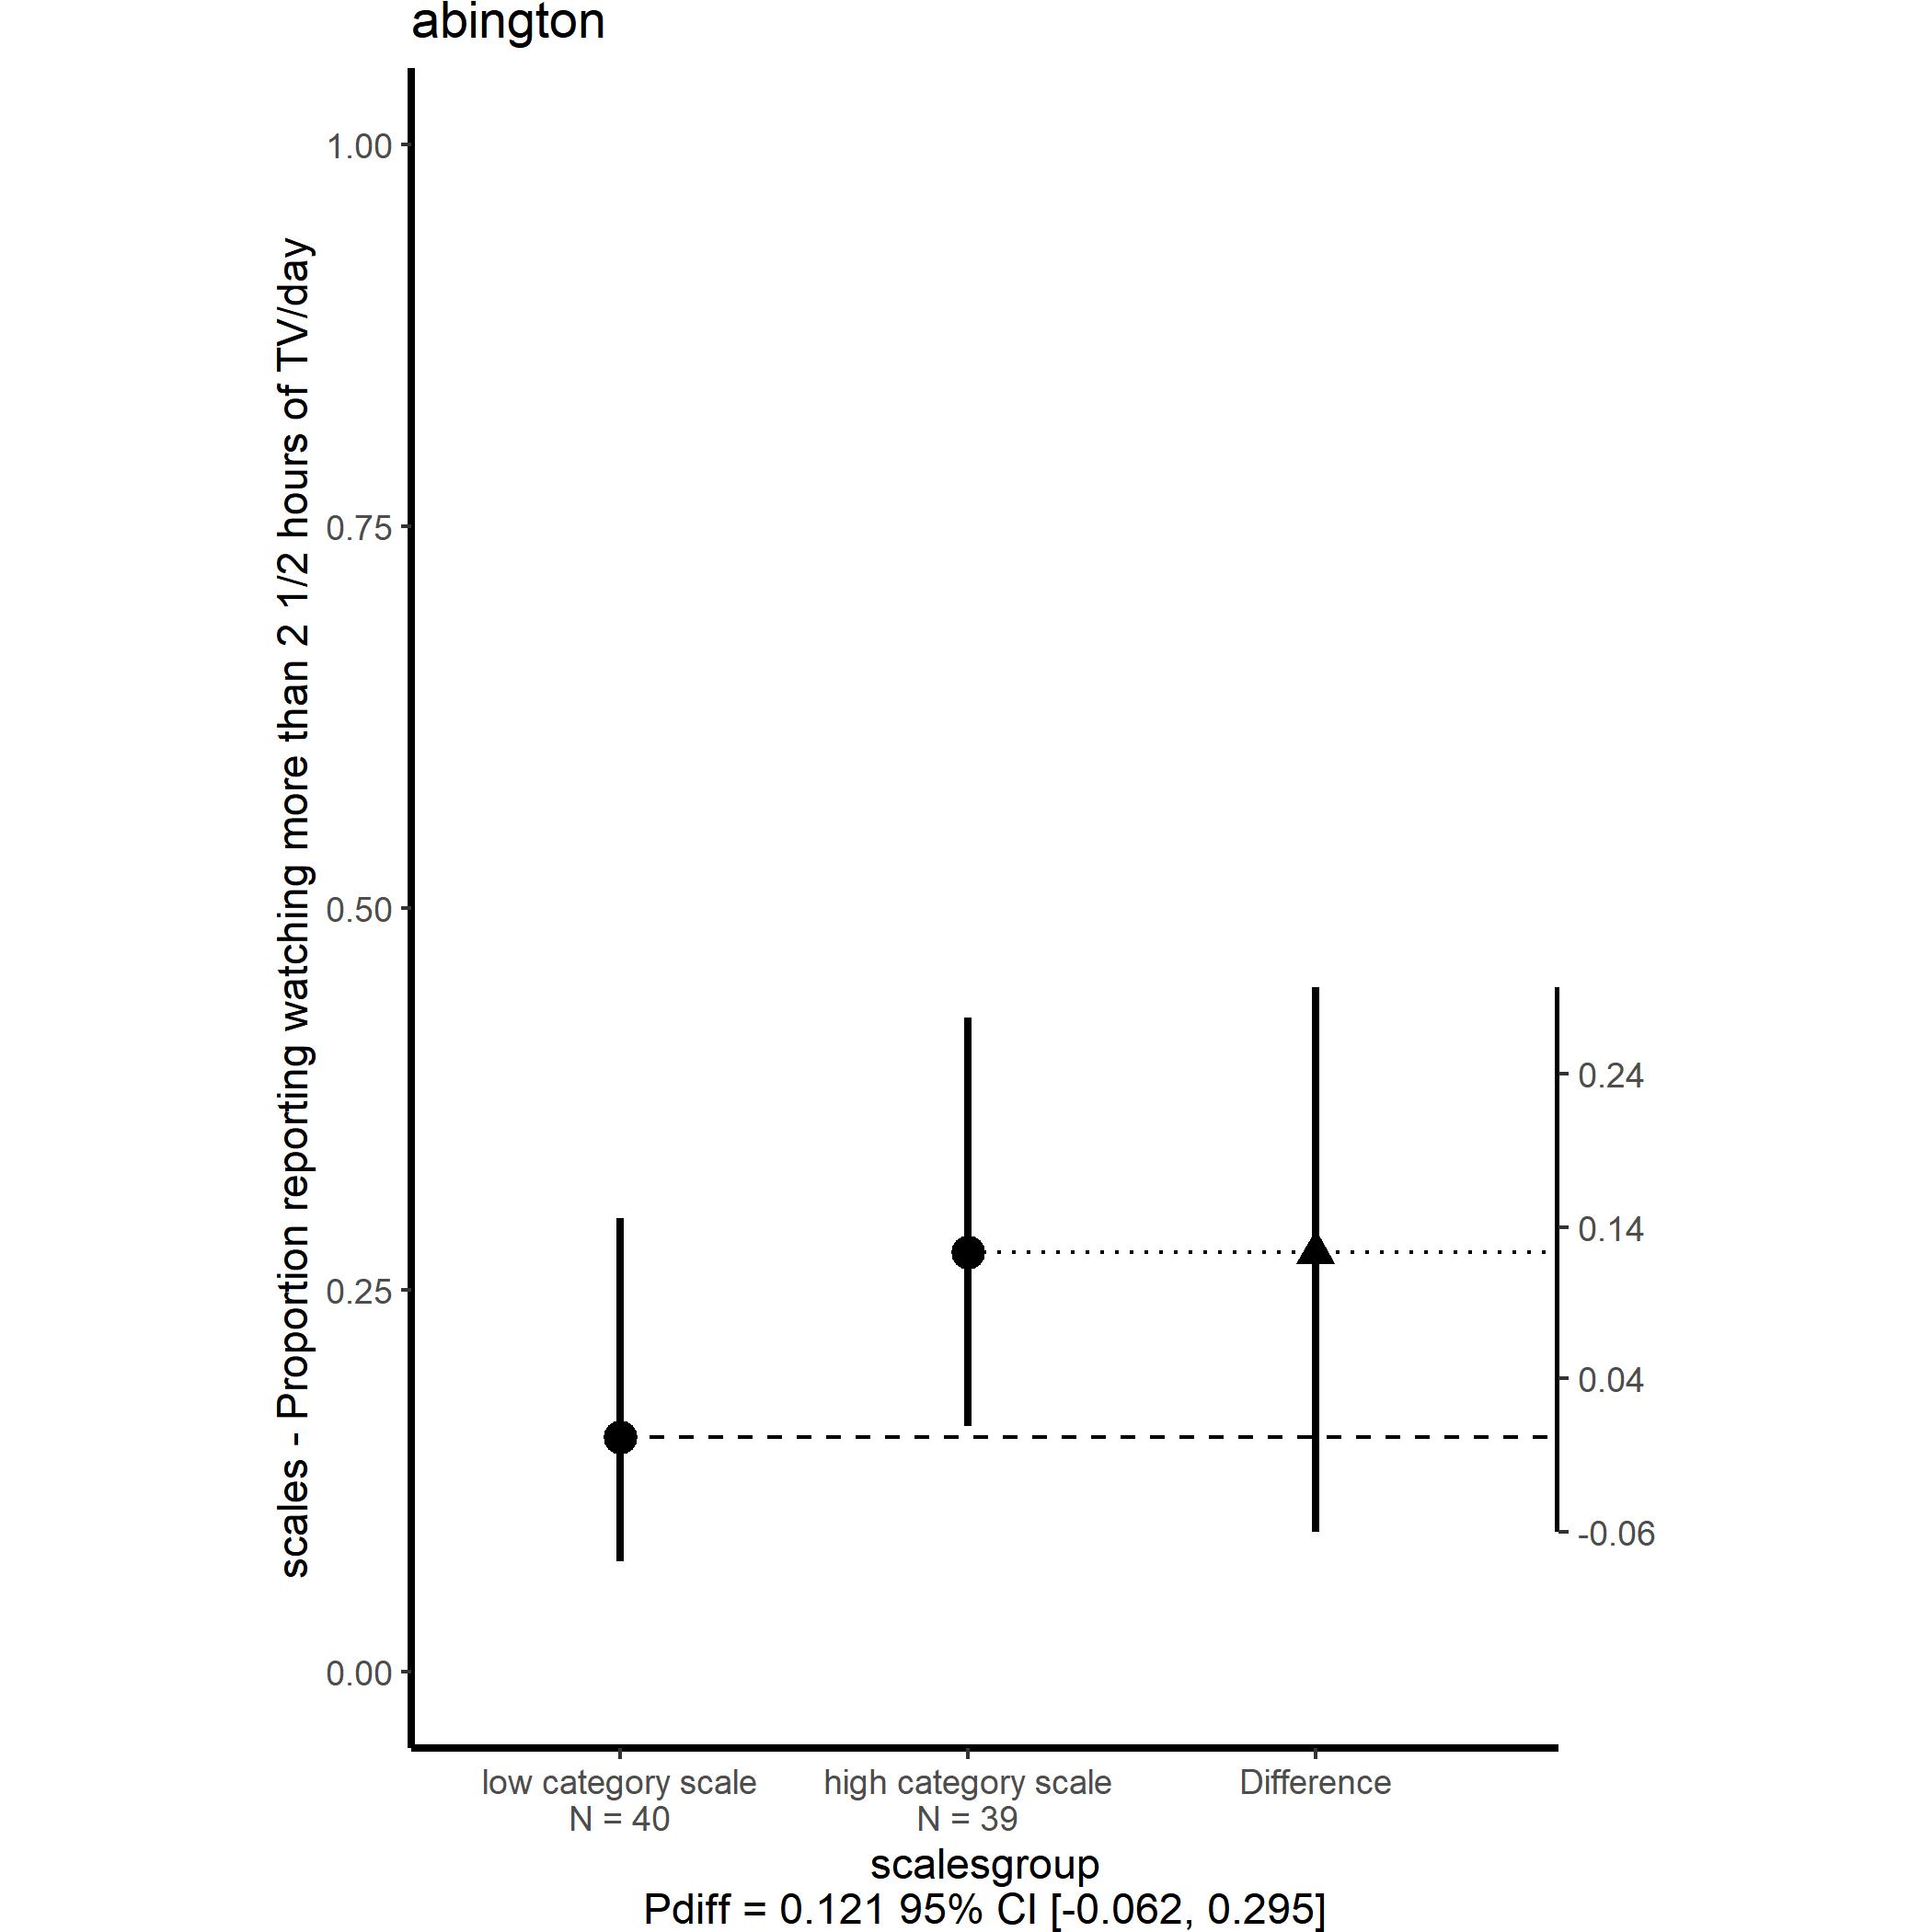 abington
scales - Proportion reporting watching more than 2 1/2 hours of TV/day
1.00
0.75
0.50
0.25
0.00
0.24
0.14
0.04
-0.06
low category scale
N = 40
high category scale
N = 39
Difference
scalesgroup
Pdiff = 0.121 95% CI [-0.062, 0.295]